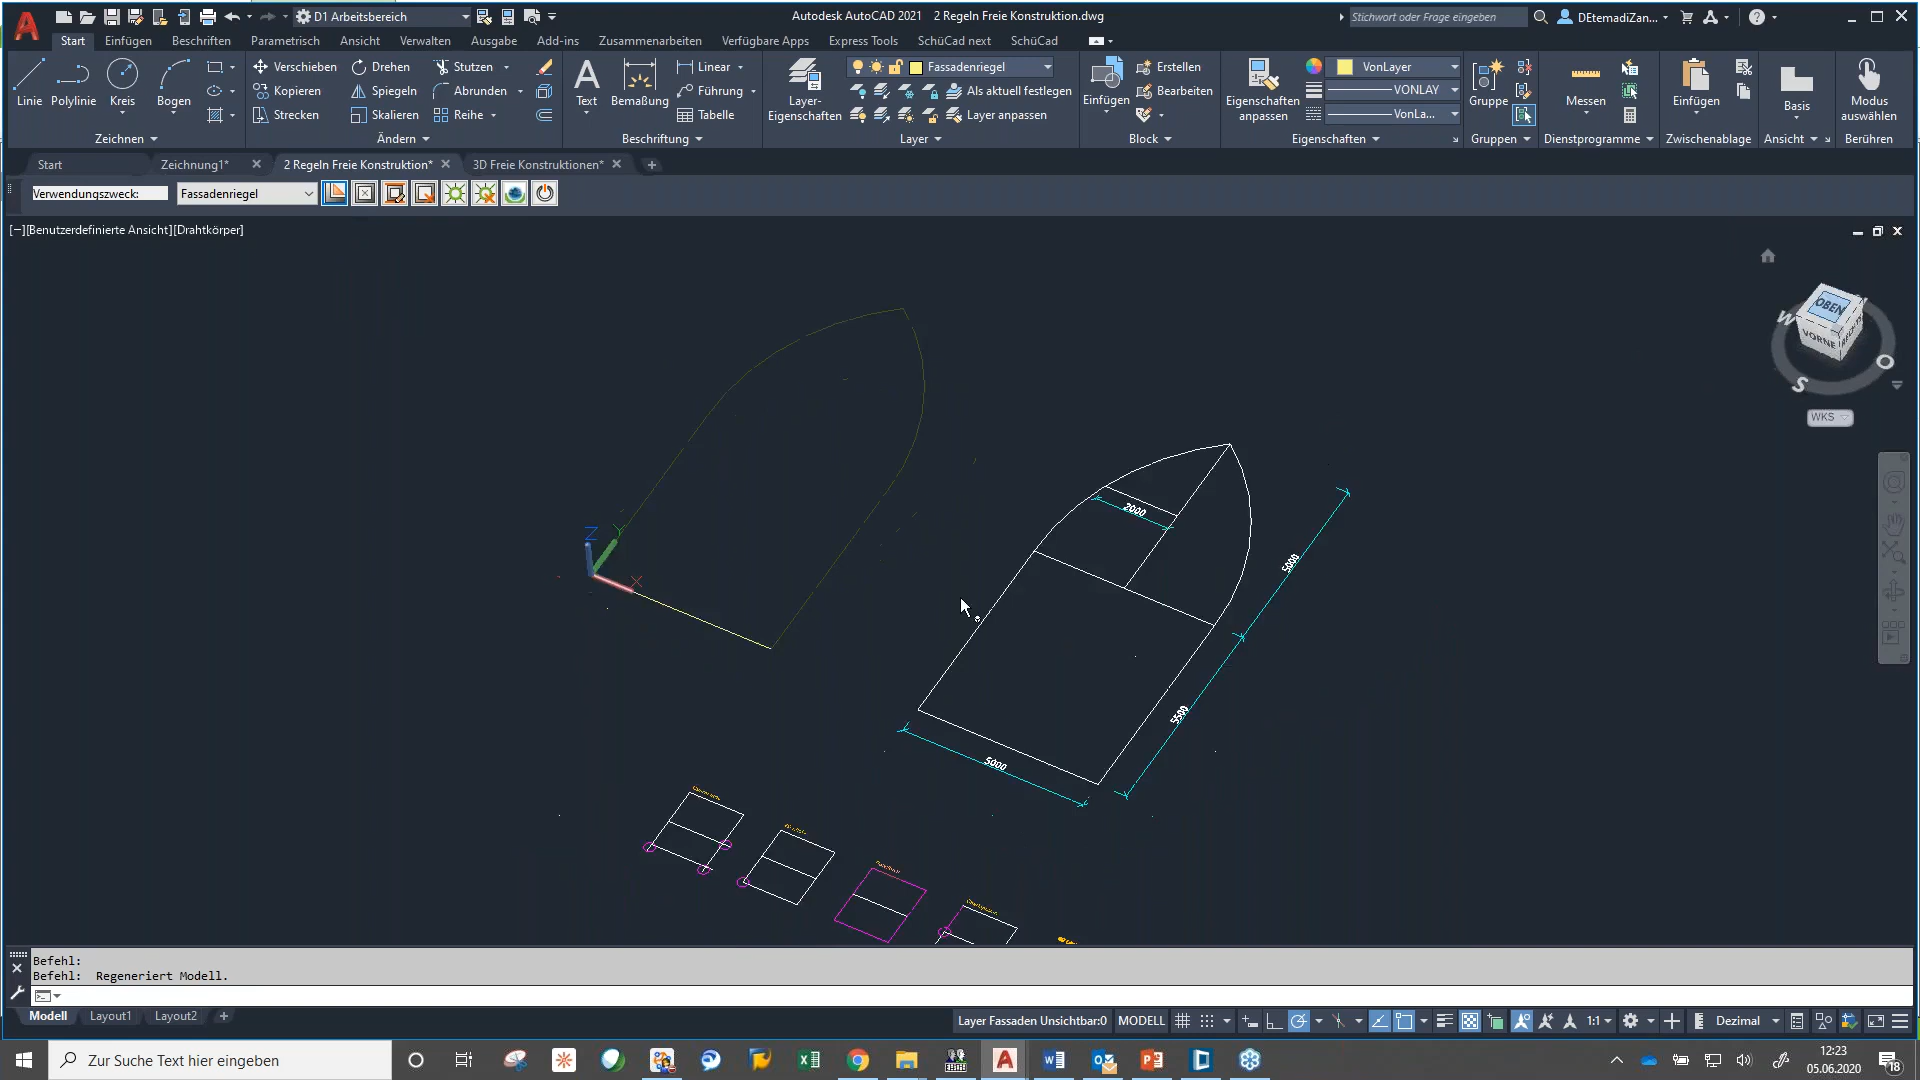 D1 Arbeitsbereich
Autodesk AutoCAD 2021 2 Regeln Freie Konstruktion.dwg
Stichwort oder Frage eingeben
DEtemadiZan...
Start Einfügen Beschriften Parametrisch Ansicht Verwalten Ausgabe Add-ins Zusammenarbeiten Verfügbare Apps Express Tools SchüCad next SchüCad
Linie Polylinie Kreis Bogen
Verschieben Drehen Stutzen
Kopieren Spiegeln Abrunden
Strecken Skalieren Reihe
Text Bemaßung
Linear
Führung
Tabelle
Layer-Eigenschaften
Fassadenriegel
Als aktuell festlegen
Layer anpassen
Einfügen
Erstellen
Bearbeiten
Eigenschaften anpassen
VonLayer
VONLAY
VonLa...
Gruppe
Messen
Einfügen
Basis
Modus auswählen
Zeichnen Ändern Beschriftung Layer Block Eigenschaften Gruppen Dienstprogramme Zwischenablage Ansicht Berühren
Start Zeichnung1* 2 Regeln Freie Konstruktion* 3D Freie Konstruktionen*
Verwendungszweck: Fassadenriegel
[−][Benutzerdefinierte Ansicht][Drahtkörper]
OBEN
VORNE
RECHTS
W
S
O
WKS
Z
Y
X
2000
5000
5500
5000
Befehl:
Befehl: Regeneriert Modell.
Modell Layout1 Layout2
Layer Fassaden Unsichtbar:0 MODELL 1:1 Dezimal
Zur Suche Text hier eingeben
12:23
05.06.2020
18